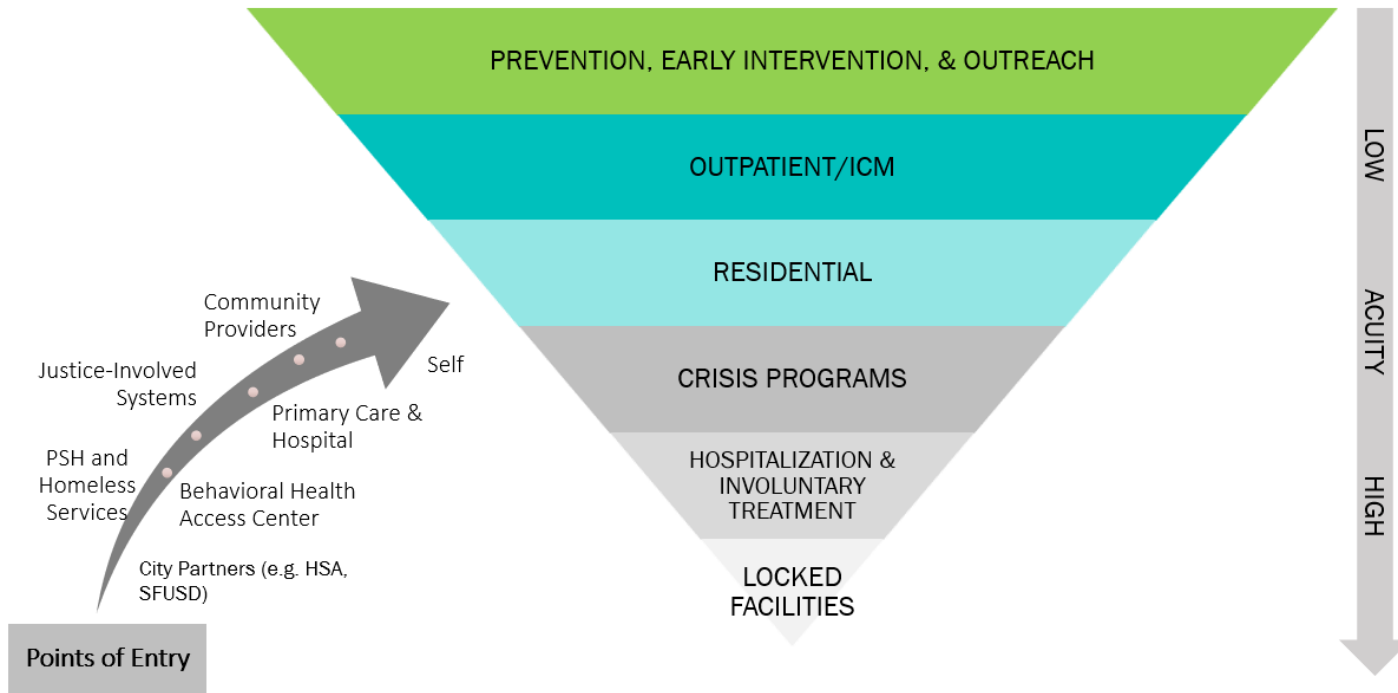 PREVENTION, EARLY INTERVENTION, & OUTREACH
OUTPATIENT/ICM
RESIDENTIAL
CRISIS PROGRAMS
HOSPITALIZATION &
INVOLUNTARY
TREATMENT
LOCKED
FACILITIES
LOW
ACUITY
HIGH
Community
Providers
Self
Justice-Involved
Systems
Primary Care &
Hospital
PSH and
Homeless
Services
Behavioral Health
Access Center
City Partners (e.g. HSA,
SFUSD)
Points of Entry